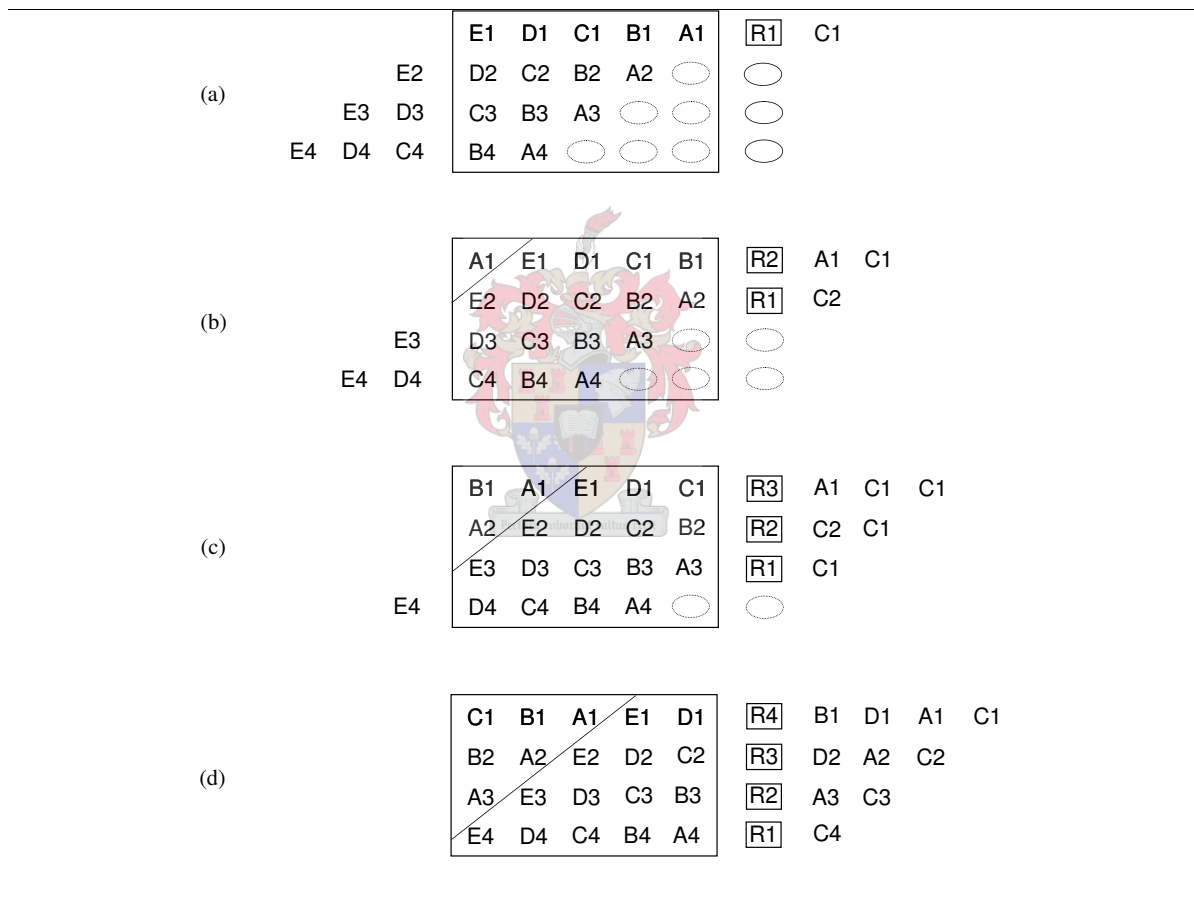 E1 D1 C1 B1 A1 R1 C1
E2 D2 C2 B2 A2
(a)
E3 D3 C3 B3 A3
E4 D4 C4 B4 A4
A1 E1 D1 C1 B1 R2 A1 C1
E2 D2 C2 B2 A2 R1 C2
(b)
E3 D3 C3 B3 A3
E4 D4 C4 B4 A4
B1 A1 E1 D1 C1 R3 A1 C1 C1
A2 E2 D2 C2 B2 R2 C2 C1
(c)
E3 D3 C3 B3 A3 R1 C1
E4 D4 C4 B4 A4
C1 B1 A1 E1 D1 R4 B1 D1 A1 C1
B2 A2 E2 D2 C2 R3 D2 A2 C2
(d)
A3 E3 D3 C3 B3 R2 A3 C3
E4 D4 C4 B4 A4 R1 C4